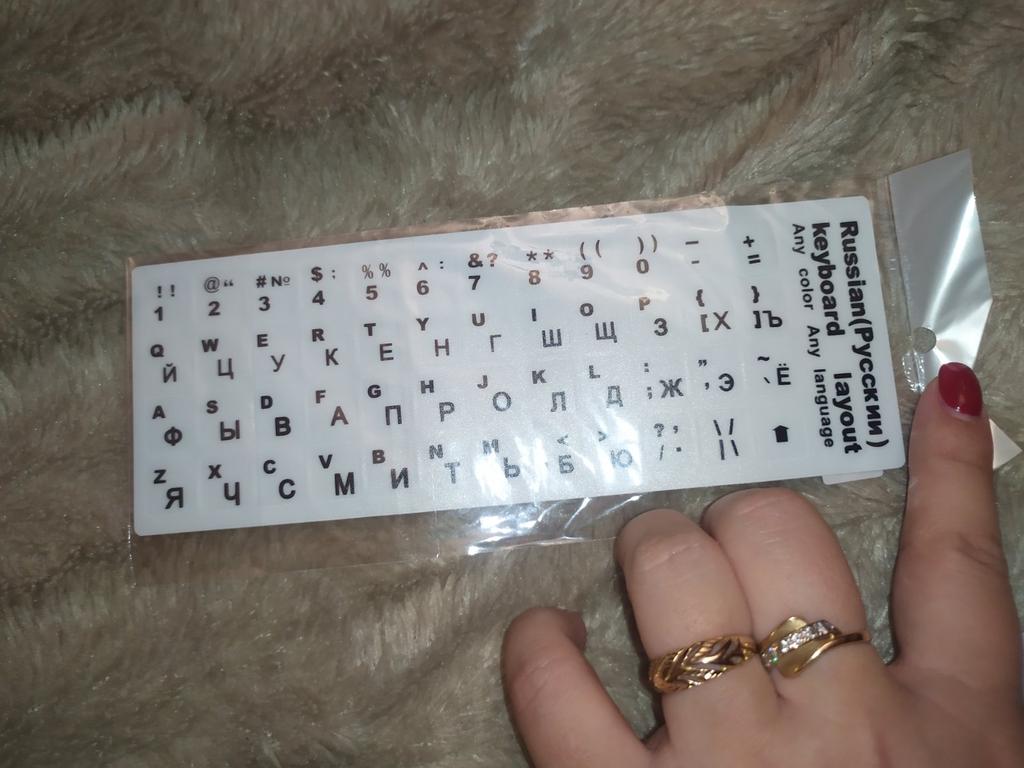 ! ! @ “ # № $ : % % ^ : & ? * * ( ( ) ) _ - + =
1 2 3 4 5 6 7 8 9 0
Q W E R T Y U I O P { }
Й Ц У К Е Н Г Ш Щ З [ Х ] Ъ
A S D F G H J K L : ; ” ’ ~ `
Ф Ы В А П Р О Л Д Ж Э Ё
Z X C V B N M < > ? , / . \ / | |
Я Ч С М И Т Ь Б Ю
Russian(Русский)
keyboard layout
Any color Any language